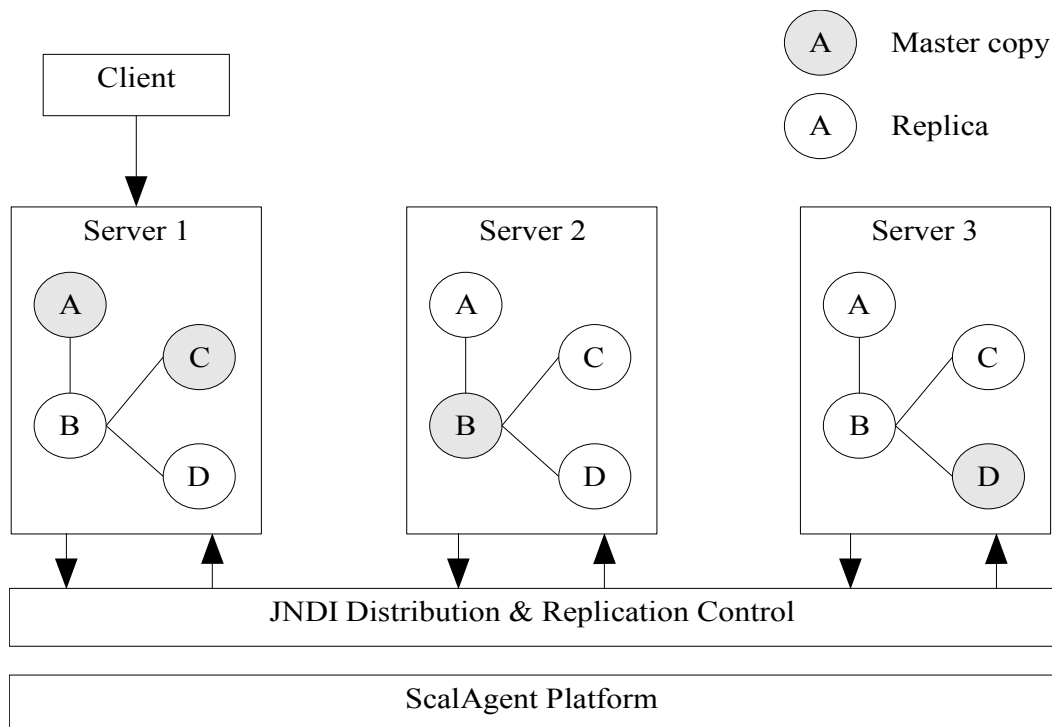 A Master copy
Client
A Replica
Server 1
A
C
B
D
Server 2
A
C
B
D
Server 3
A
C
B
D
JNDI Distribution & Replication Control
ScalAgent Platform